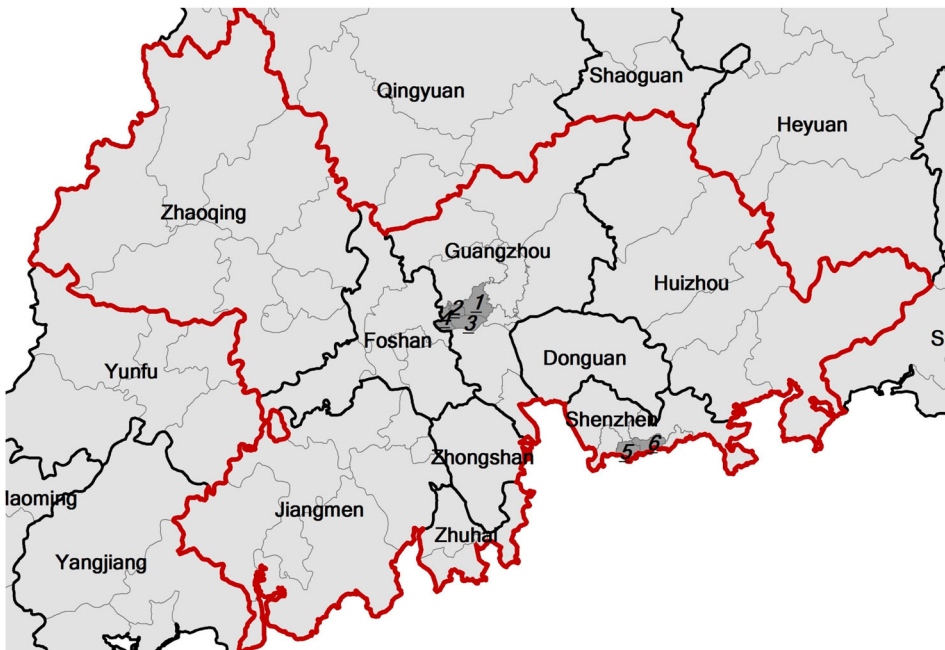 Shaoguan
Qingyuan
Heyuan
Zhaoqing
Guangzhou
Huizhou
2 1
4 3
Foshan
Donguan
S
Yunfu
Shenzhen
5 6
Zhongshan
laoming
Jiangmen
Zhuhai
Yangjiang